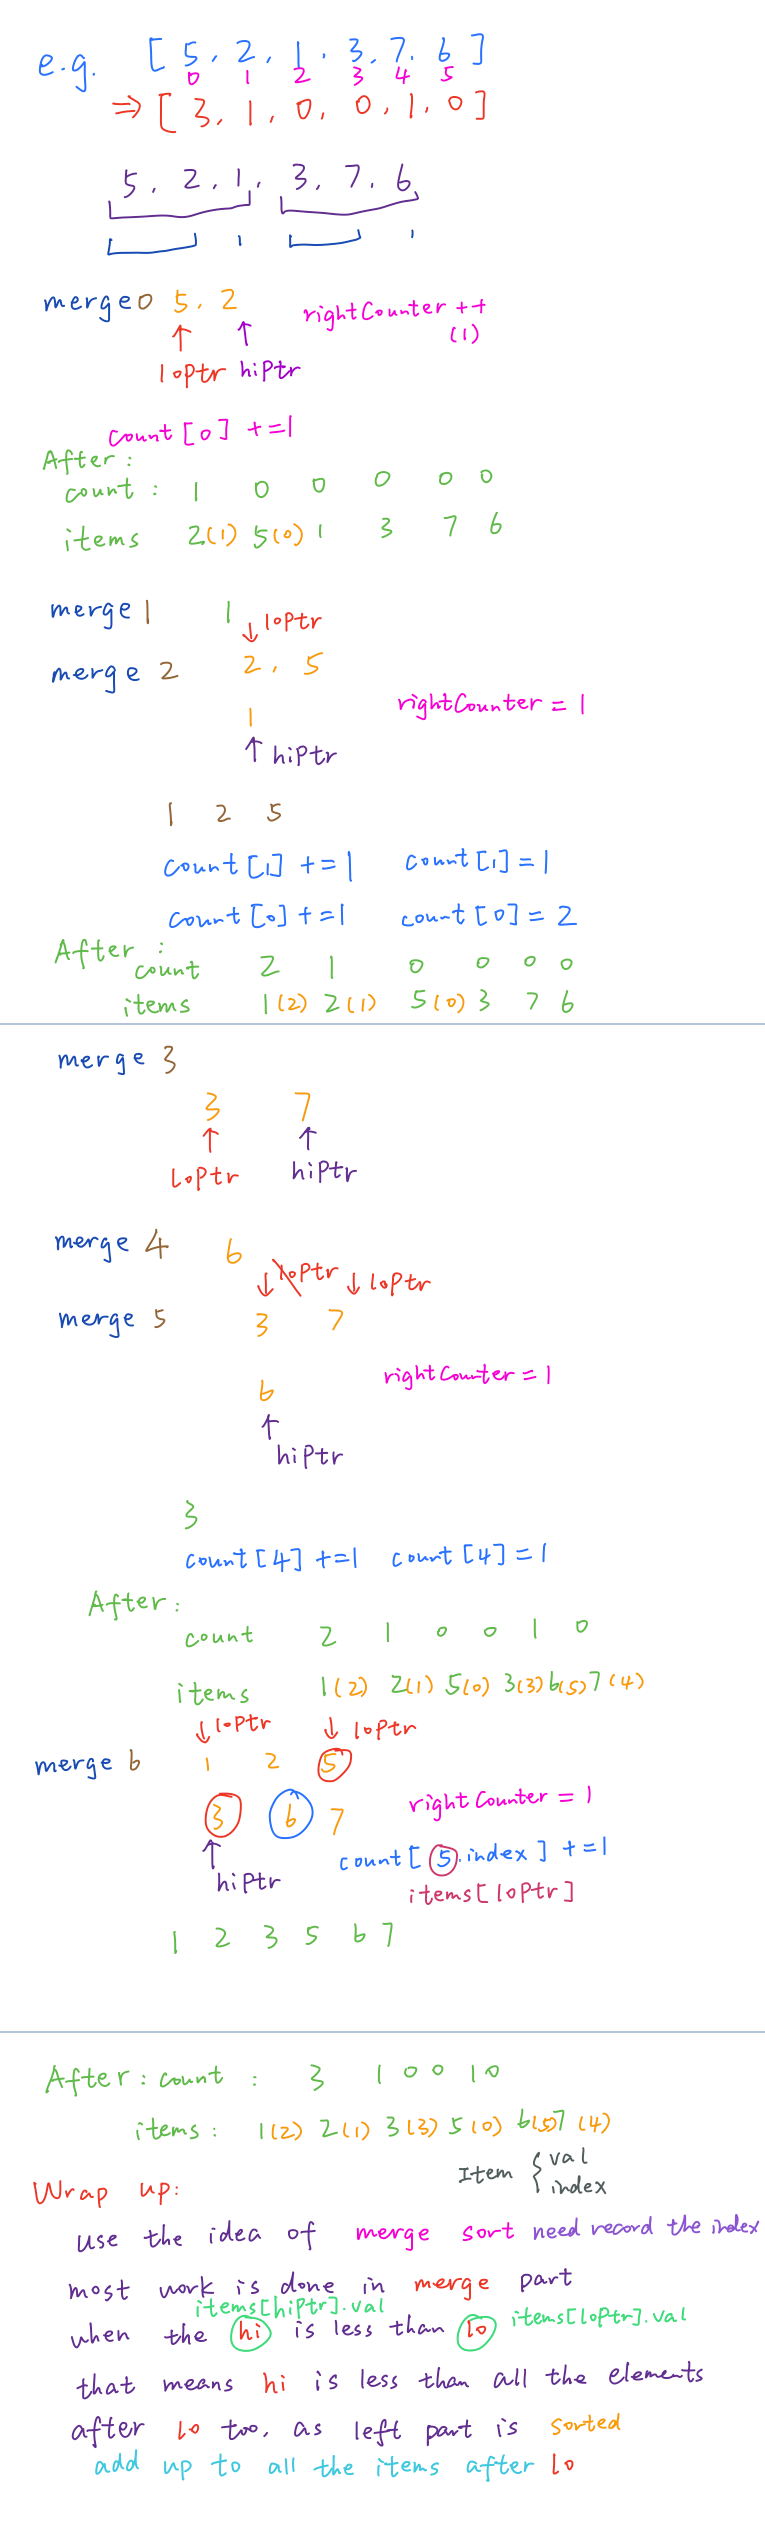 e.g. [ 5, 2, 1, 3, 7, 6 ]
0 1 2 3 4 5
⇒ [ 3, 1, 0, 0, 1, 0 ]
5, 2, 1, 3, 7, 6
merge 0 5, 2 rightCounter ++
(1)
loPtr hiPtr
count [0] +=1
After:
count : 1 0 0 0 0 0
items 2(1) 5(0) 1 3 7 6
merge 1 1
loPtr
merge 2 2, 5
rightCounter = 1
1
hiPtr
1 2 5
count [1] +=1 count [1] = 1
count [0] +=1 count [0] = 2
After :
count 2 1 0 0 0 0
items 1(2) 2(1) 5(0) 3 7 6
merge 3
3 7
loPtr hiPtr
merge 4 6
loPtr loPtr
merge 5 3 7
rightCounter = 1
6
hiPtr
3
count [4] +=1 count [4] = 1
After:
count 2 1 0 0 1 0
items 1(2) 2(1) 5(0) 3(3) 6(5) 7(4)
loPtr loPtr
merge 6 1 2 5
rightCounter = 1
3 6 7
count [ 5.index ] +=1
hiPtr
items [loPtr]
1 2 3 5 6 7
After: count : 3 1 0 0 1 0
items : 1(2) 2(1) 3(3) 5(0) 6(5) 7(4)
Item { val
index
Wrap up:
use the idea of merge sort need record the index
most work is done in merge part
items[hiPtr].val
when the hi is less than lo items[loPtr].val
that means hi is less than all the elements
after lo too, as left part is sorted
add up to all the items after lo